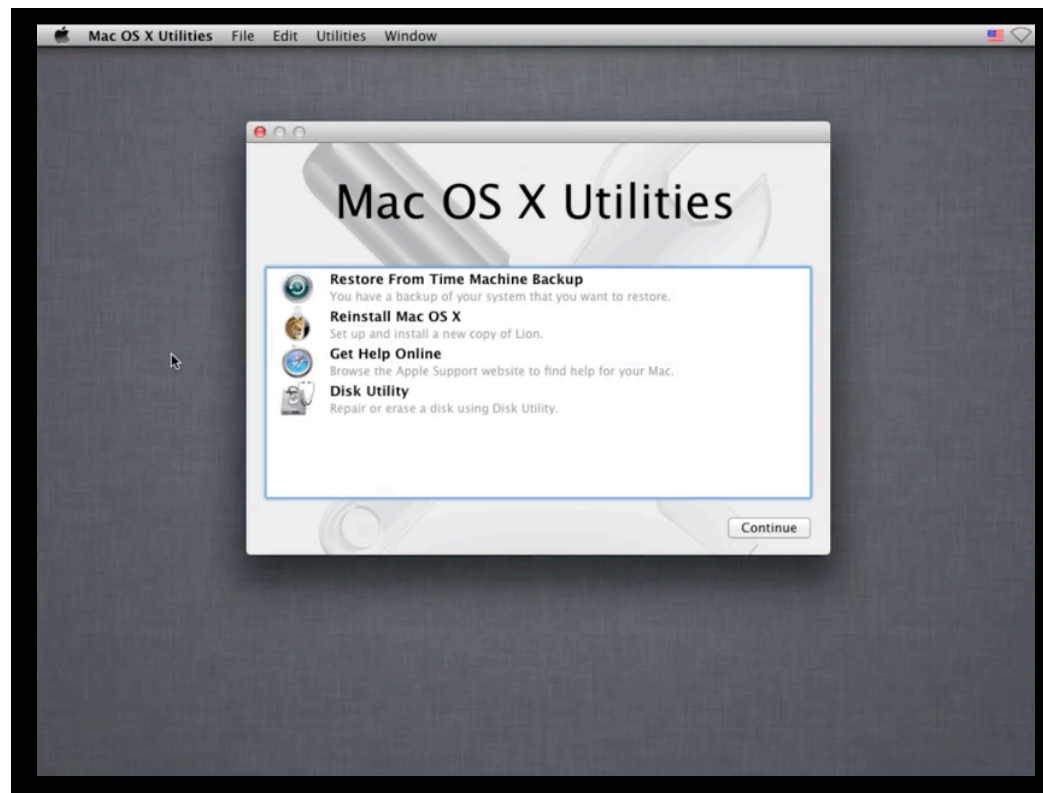 Mac OS X Utilities File Edit Utilities Window
Mac OS X Utilities
Restore From Time Machine Backup
You have a backup of your system that you want to restore.
Reinstall Mac OS X
Set up and install a new copy of Lion.
Get Help Online
Browse the Apple Support website to find help for your Mac.
Disk Utility
Repair or erase a disk using Disk Utility.
Continue